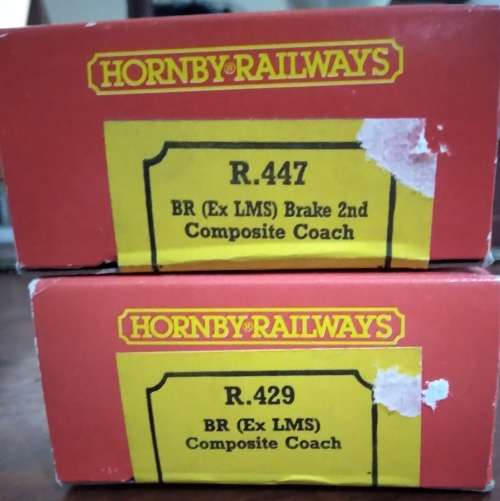 HORNBY® RAILWAYS
R.447
BR (Ex LMS) Brake 2nd
Composite Coach
HORNBY® RAILWAYS
R.429
BR (Ex LMS)
Composite Coach